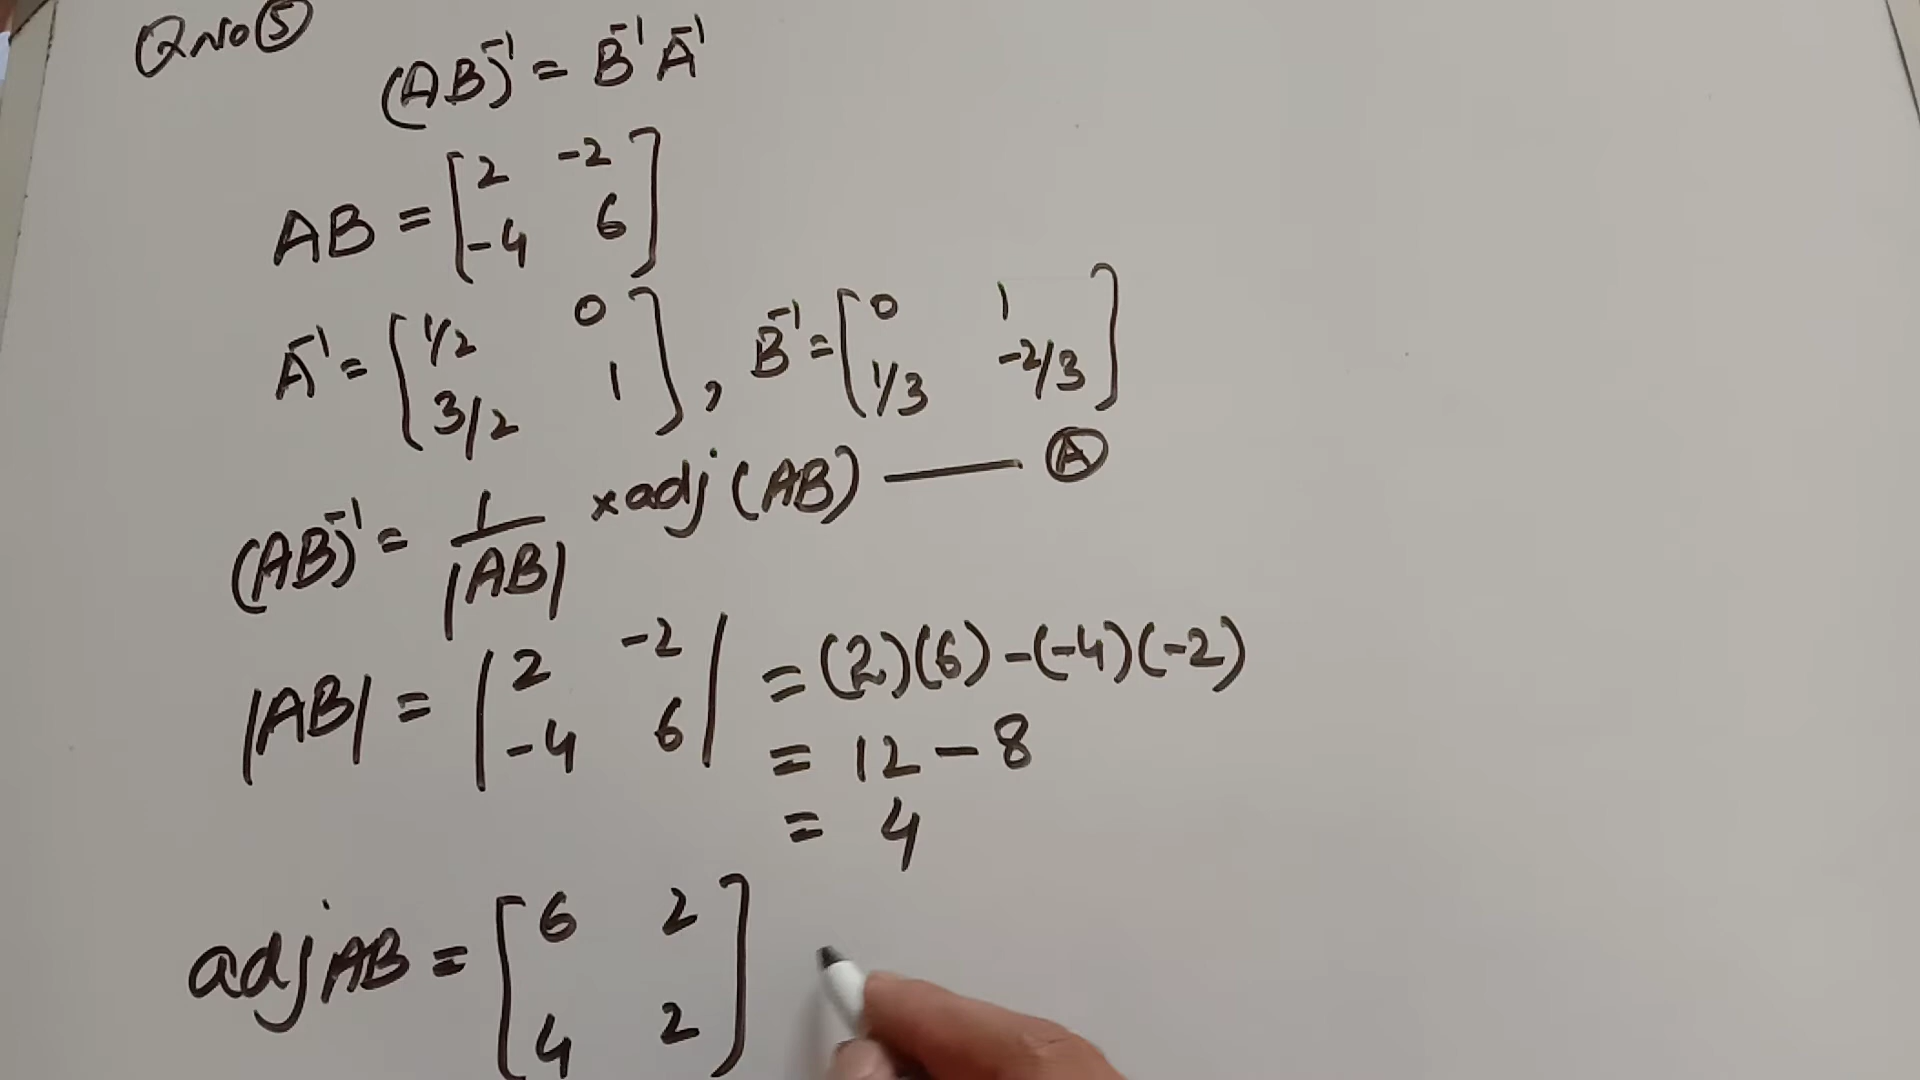 Q No ⑤
(AB)⁻¹ = B⁻¹ A⁻¹
AB = [2 -2
-4 6]
A⁻¹ = [1/2 0
3/2 1] , B⁻¹ = [0 1
1/3 -2/3]
(AB)⁻¹ = 1/|AB| × adj (AB) —— Ⓐ
|AB| = |2 -2
-4 6| = (2)(6) - (-4)(-2)
= 12 - 8
= 4
adj AB = [6 2
4 2]